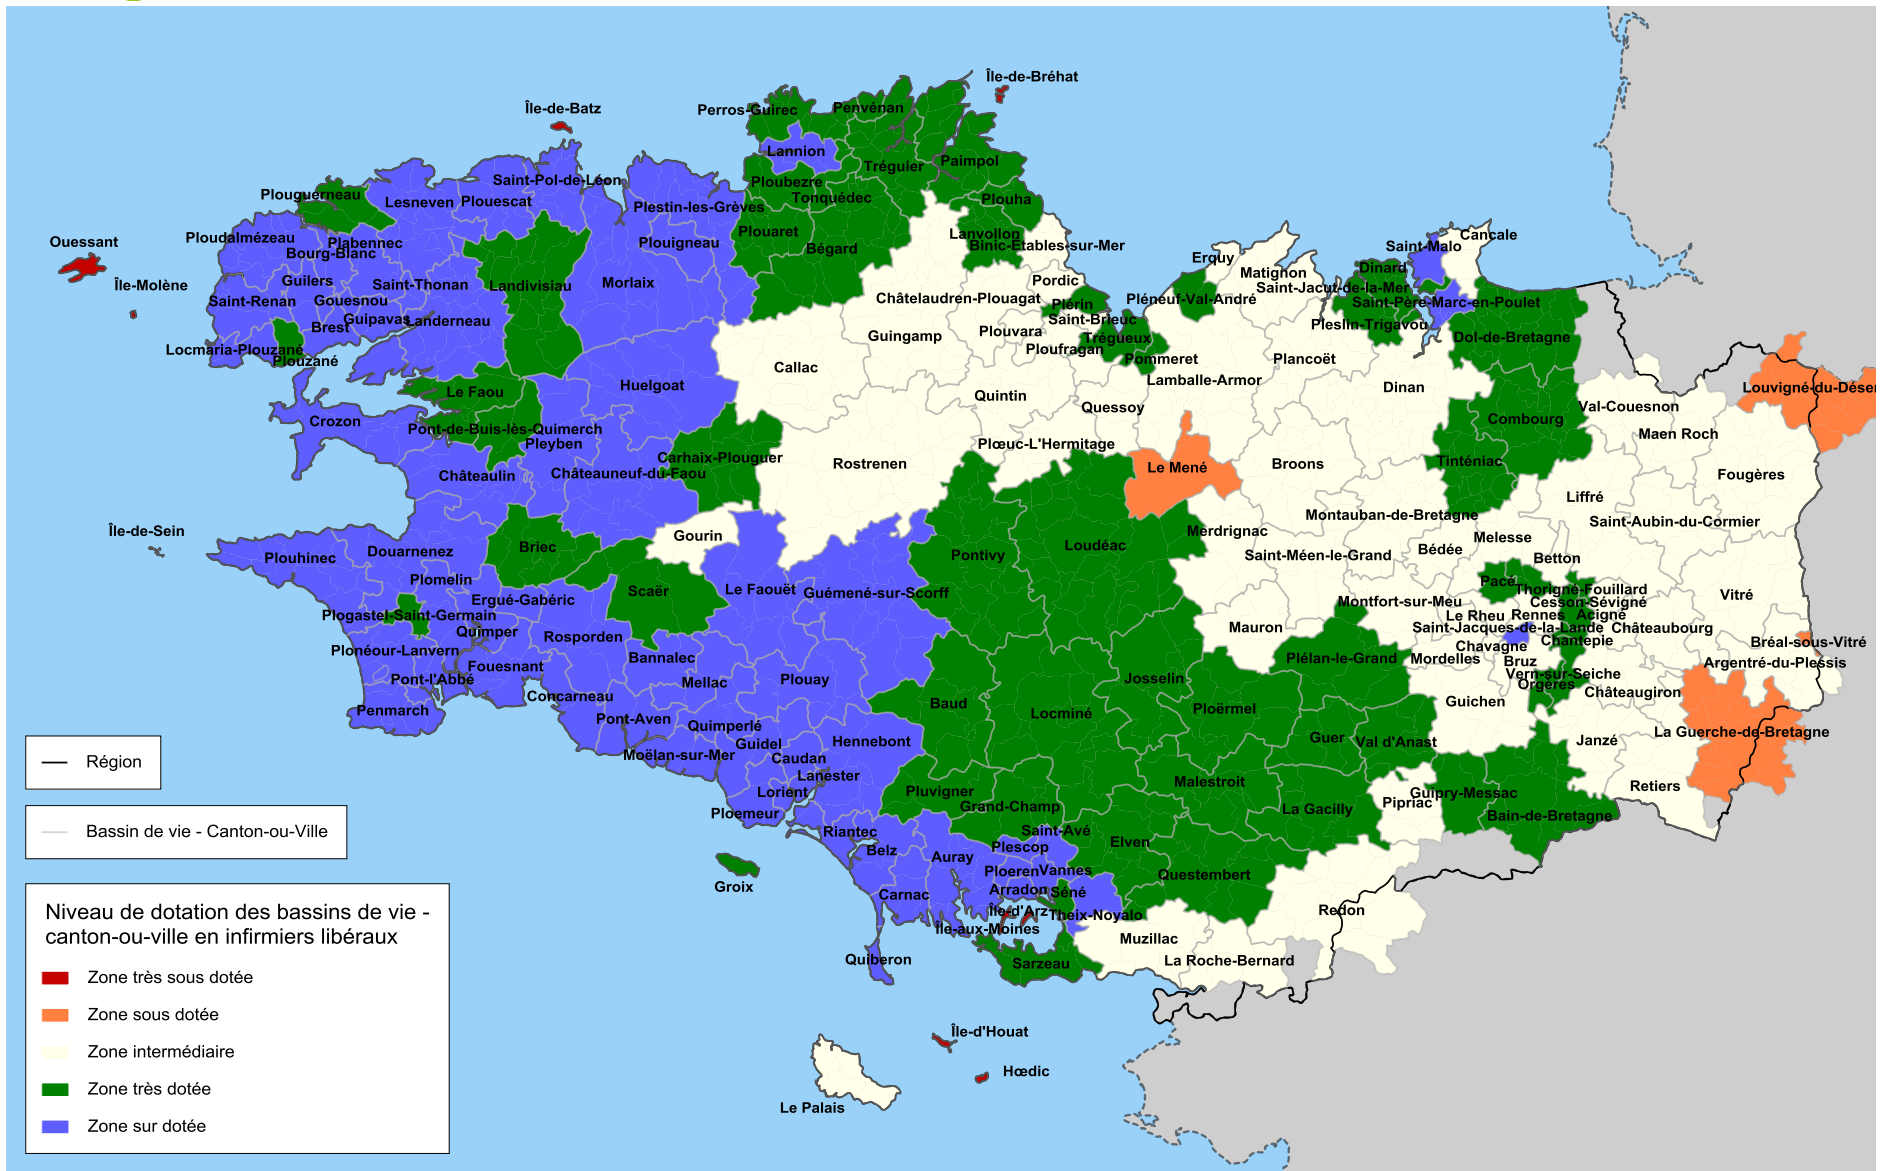 Île-de-Bréhat
Île-de-Batz
Perros-Guirec
Penvénan
Lannion
Tréguier
Paimpol
Saint-Pol-de-Léon
Ploubezre
Plouguerneau
Lesneven
Plouescat
Plestin-les-Grèves
Tonquédec
Plouha
Plouaret
Lanvollon
Cancale
Ouessant
Ploudalmézeau
Plabennec
Plouigneau
Bégard
Binic-Étables-sur-Mer
Saint-Malo
Bourg-Blanc
Erquy
Île-Molène
Guilers
Saint-Thonan
Landivisiau
Morlaix
Pordic
Matignon
Dinard
Saint-Renan
Gouesnou
Châtelaudren-Plouagat
Pléneuf-Val-André
Saint-Jacut-de-la-Mer
Plérin
Saint-Père-Marc-en-Poulet
Brest
Guipavas
Landerneau
Guingamp
Plouvara
Saint-Brieuc
Pleslin-Trigavou
Locmaria-Plouzané
Plouzané
Ploufragan
Trégueux
Dol-de-Bretagne
Pommeret
Plancoët
Callac
Lamballe-Armor
Dinan
Louvigné-du-Déser
Le Faou
Huelgoat
Quintin
Quessoy
Val-Couesnon
Crozon
Pont-de-Buis-lès-Quimerch
Combourg
Maen Roch
Pleyben
Plœuc-L'Hermitage
Carhaix-Plouguer
Rostrenen
Le Mené
Broons
Tinténiac
Châteaulin
Châteauneuf-du-Faou
Fougères
Liffré
Île-de-Sein
Montauban-de-Bretagne
Saint-Aubin-du-Cormier
Gourin
Merdrignac
Melesse
Plouhinec
Douarnenez
Briec
Pontivy
Loudéac
Saint-Méen-le-Grand
Bédée
Betton
Plomelin
Scaër
Le Faouët
Guémené-sur-Scorff
Pacé
Thorigné-Fouillard
Vitré
Ergué-Gabéric
Montfort-sur-Meu
Cesson-Sévigné
Plogastel-Saint-Germain
Le Rheu
Rennes
Acigné
Quimper
Rosporden
Mauron
Saint-Jacques-de-la-Lande
Châteaubourg
Plonéour-Lanvern
Bannalec
Plélan-le-Grand
Chavagne
Chantepie
Bréal-sous-Vitré
Fouesnant
Mordelles
Bruz
Argentré-du-Plessis
Pont-l'Abbé
Mellac
Plouay
Josselin
Vern-sur-Seiche
Concarneau
Baud
Orgères
Châteaugiron
Penmarch
Pont-Aven
Quimperlé
Locminé
Ploërmel
Guichen
Moëlan-sur-Mer
Guidel
Hennebont
Guer
Val d'Anast
Janzé
La Guerche-de-Bretagne
Caudan
Lanester
Malestroit
Retiers
Lorient
Pluvigner
Guipry-Messac
Ploemeur
Grand-Champ
La Gacilly
Pipriac
Bain-de-Bretagne
Riantec
Saint-Avé
Elven
Belz
Auray
Plescop
Groix
Ploeren
Vannes
Questembert
Carnac
Arradon
Séné
Île-d'Arz
Theix-Noyalo
Redon
Île-aux-Moines
Muzillac
Quiberon
Sarzeau
La Roche-Bernard
Île-d'Houat
Hœdic
Le Palais
Région
Bassin de vie - Canton-ou-Ville
Niveau de dotation des bassins de vie -
canton-ou-ville en infirmiers libéraux
Zone très sous dotée
Zone sous dotée
Zone intermédiaire
Zone très dotée
Zone sur dotée